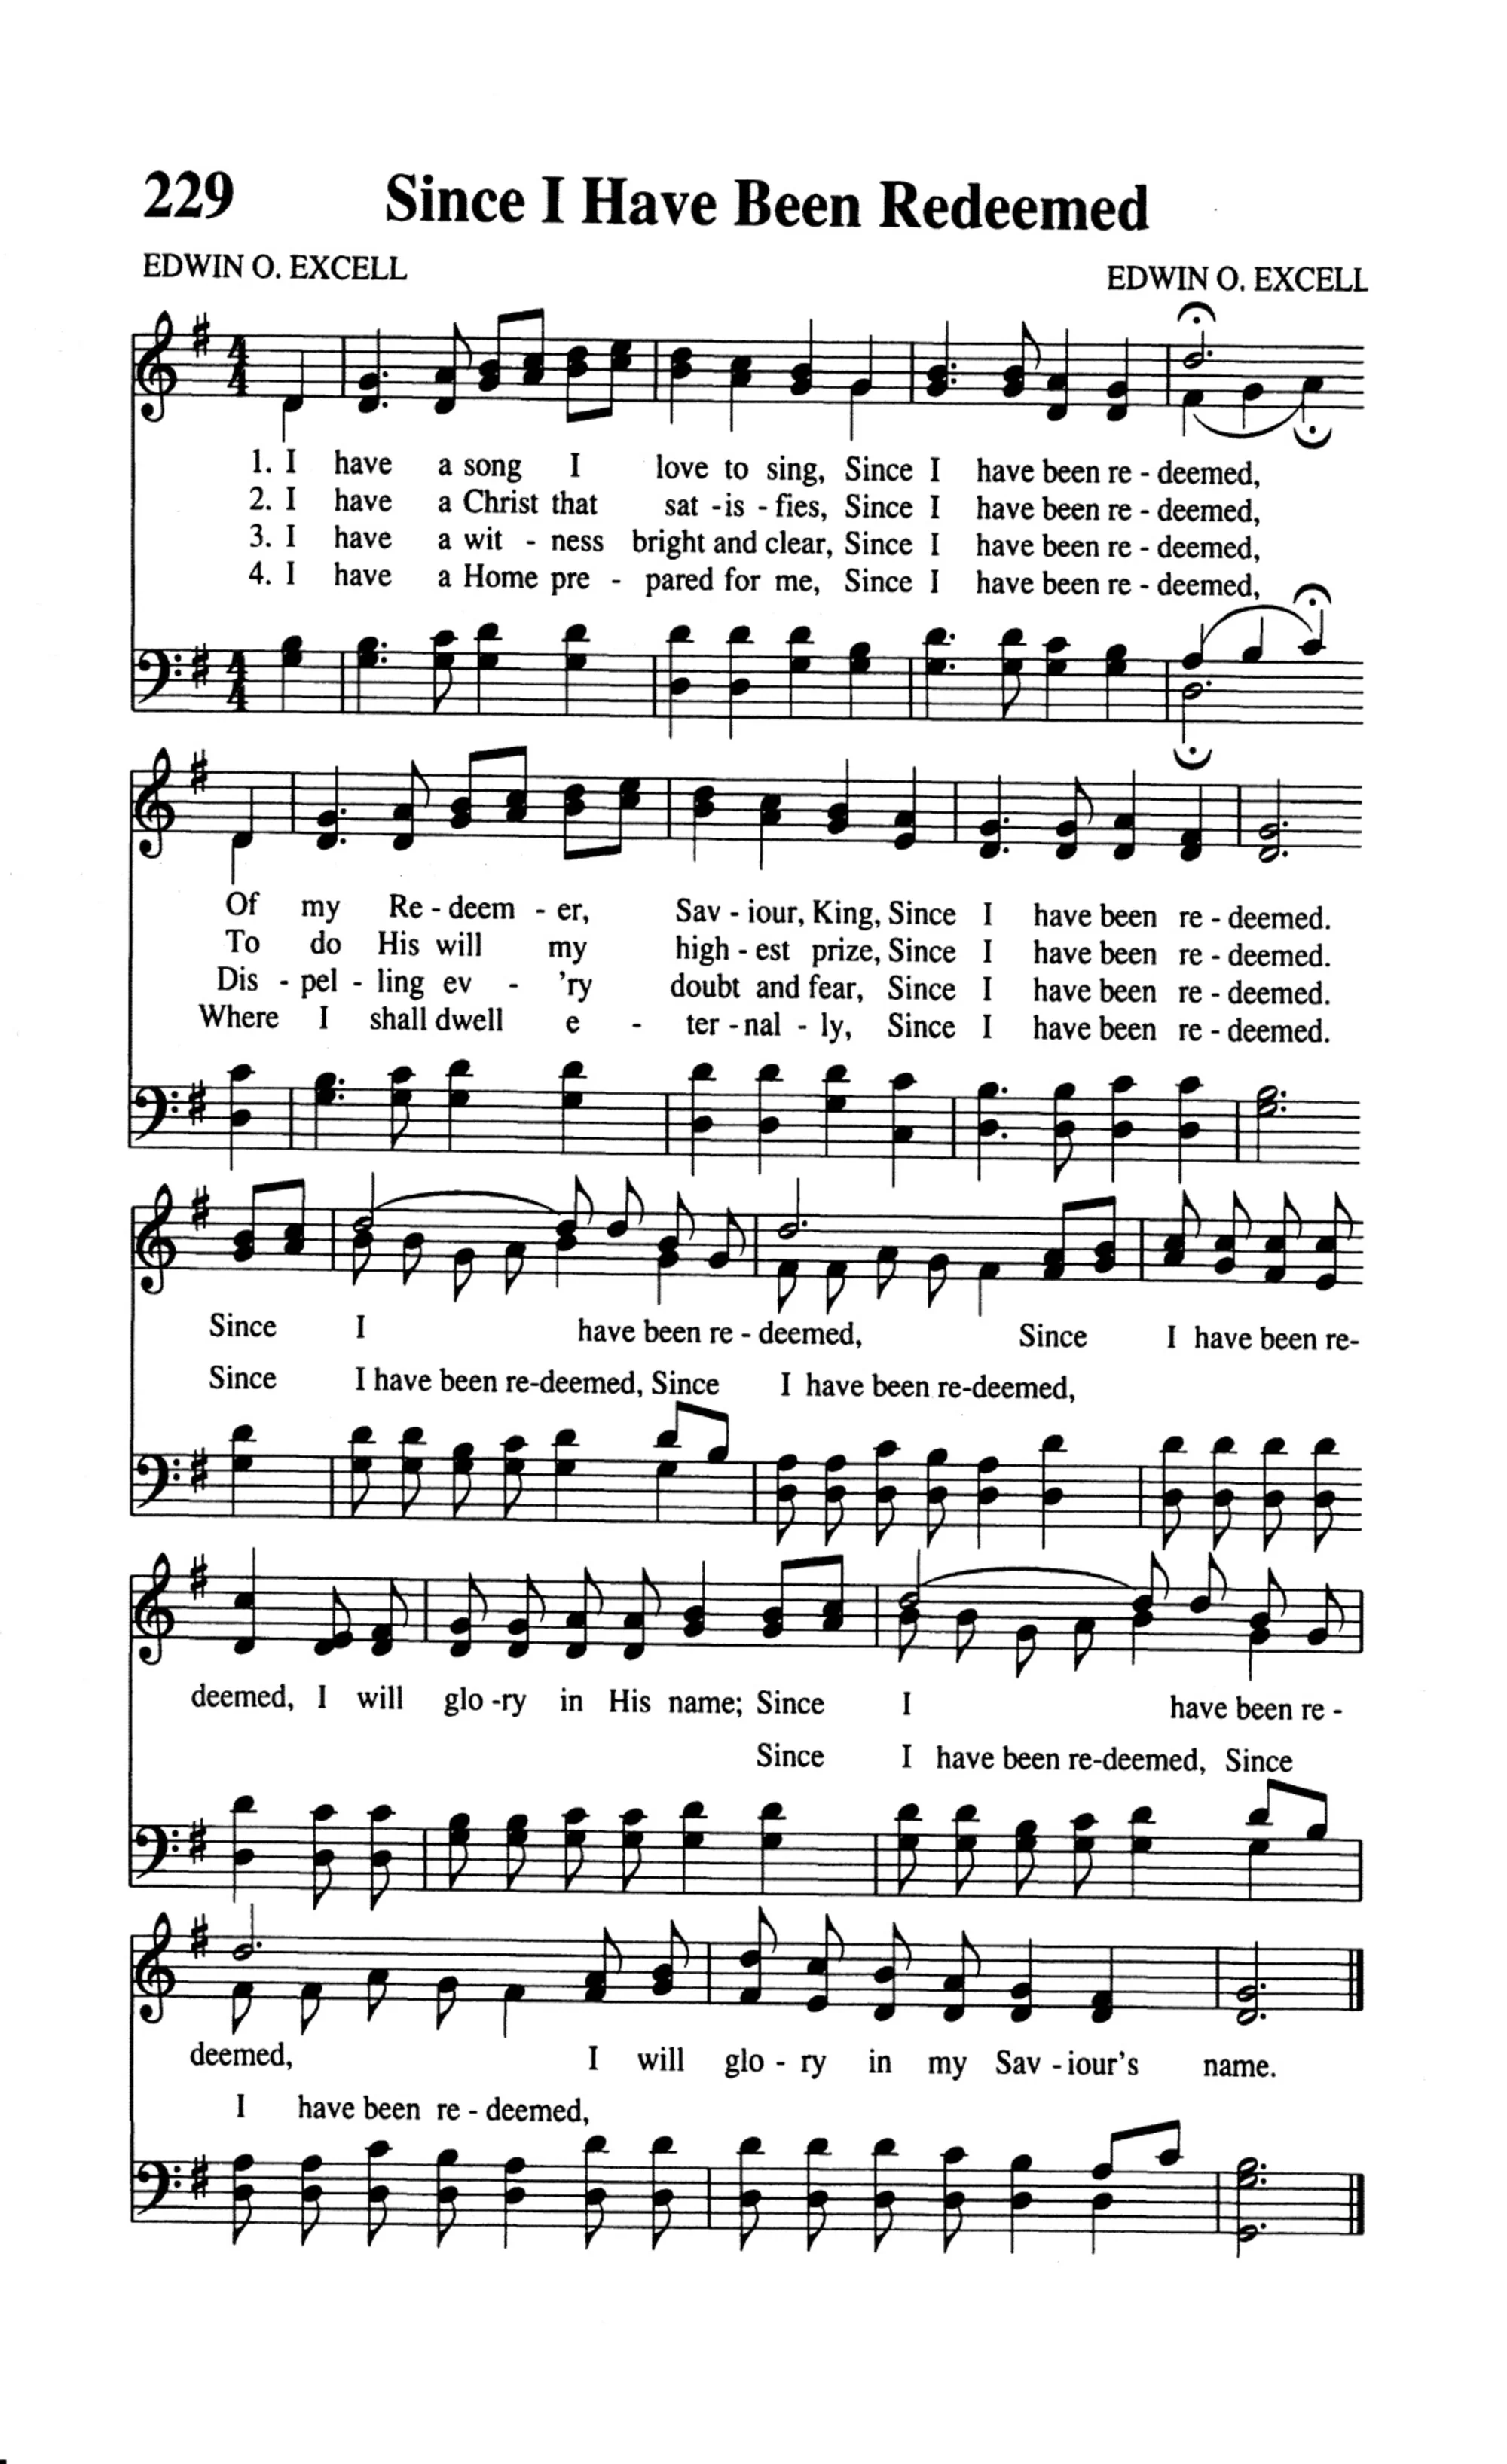 229 Since I Have Been Redeemed
EDWIN O. EXCELL EDWIN O. EXCELL
4 4
1. I have a song I love to sing, Since I have been re - deemed,
2. I have a Christ that sat - is - fies, Since I have been re - deemed,
3. I have a wit - ness bright and clear, Since I have been re - deemed,
4. I have a Home pre - pared for me, Since I have been re - deemed,
4 4
Of my Re - deem - er, Sav - iour, King, Since I have been re - deemed.
To do His will my high - est prize, Since I have been re - deemed.
Dis - pel - ling ev - 'ry doubt and fear, Since I have been re - deemed.
Where I shall dwell e - ter - nal - ly, Since I have been re - deemed.
Since I have been re - deemed, Since I have been re-
Since I have been re-deemed, Since I have been re-deemed,
deemed, I will glo -ry in His name; Since I have been re -
Since I have been re-deemed, Since
deemed, I will glo - ry in my Sav - iour's name.
I have been re - deemed,